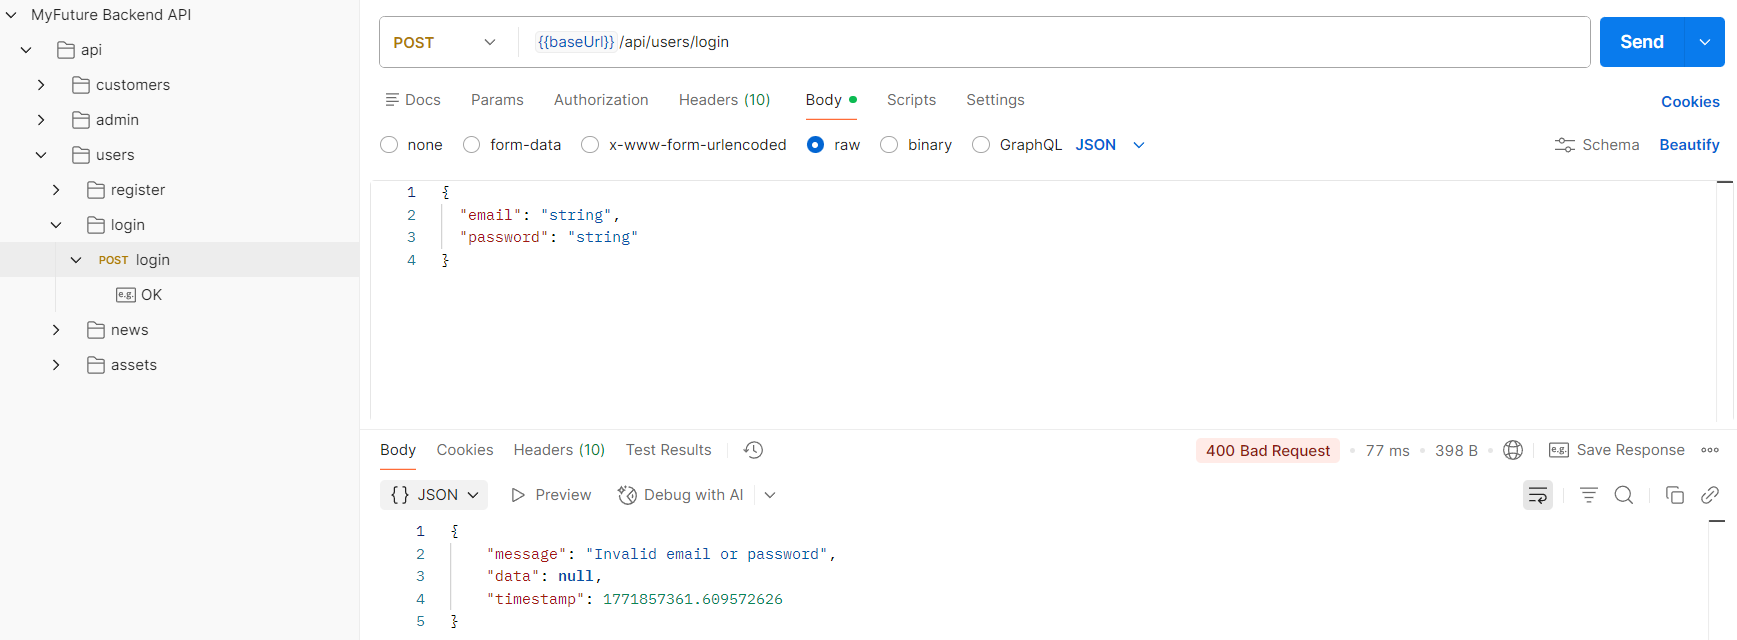 MyFuture Backend API
api
customers
admin
users
register
login
POST login
e.g. OK
news
assets
POST {{baseUrl}} /api/users/login Send
Docs Params Authorization Headers (10) Body Scripts Settings Cookies
none form-data x-www-form-urlencoded raw binary GraphQL JSON Schema Beautify
1 {
2 "email": "string",
3 "password": "string"
4 }
Body Cookies Headers (10) Test Results 400 Bad Request • 77 ms • 398 B • e.g. Save Response
{} JSON Preview Debug with AI
1 {
2 "message": "Invalid email or password",
3 "data": null,
4 "timestamp": 1771857361.609572626
5 }